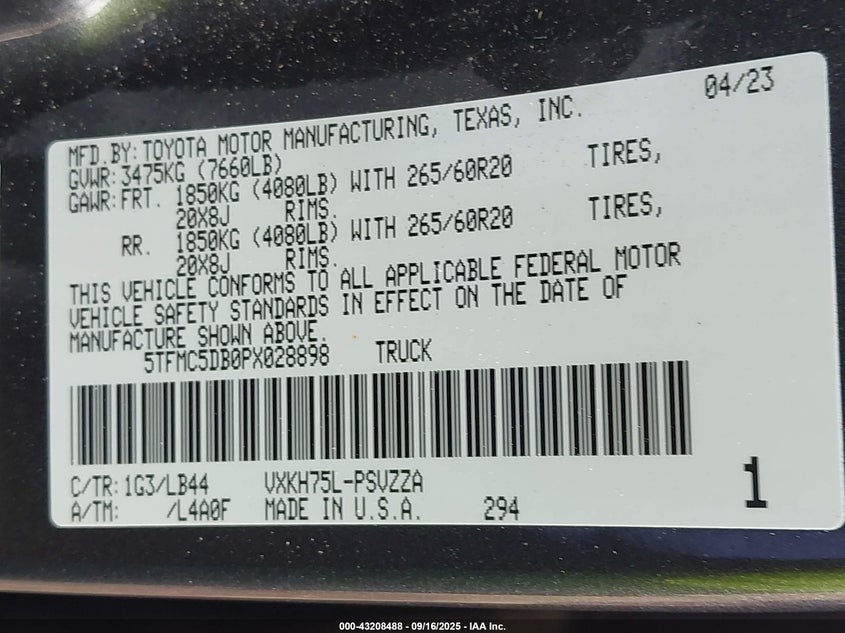 04/23
MFD.BY: TOYOTA MOTOR MANUFACTURING, TEXAS, INC.
GVWR: 3475KG (7660LB)
GAWR: FRT. 1850KG (4080LB) WITH 265/60R20 TIRES,
20X8J RIMS.
RR. 1850KG (4080LB) WITH 265/60R20 TIRES,
20X8J RIMS.
THIS VEHICLE CONFORMS TO ALL APPLICABLE FEDERAL MOTOR
VEHICLE SAFETY STANDARDS IN EFFECT ON THE DATE OF
MANUFACTURE SHOWN ABOVE.
5TFMC5DB0PX028898 TRUCK
C/TR: 1G3/LB44 VXKH75L-PSVZZA
A/TM: /L4A0F MADE IN U.S.A. 294
1
000-43208488 - 09/16/2025 - IAA Inc.